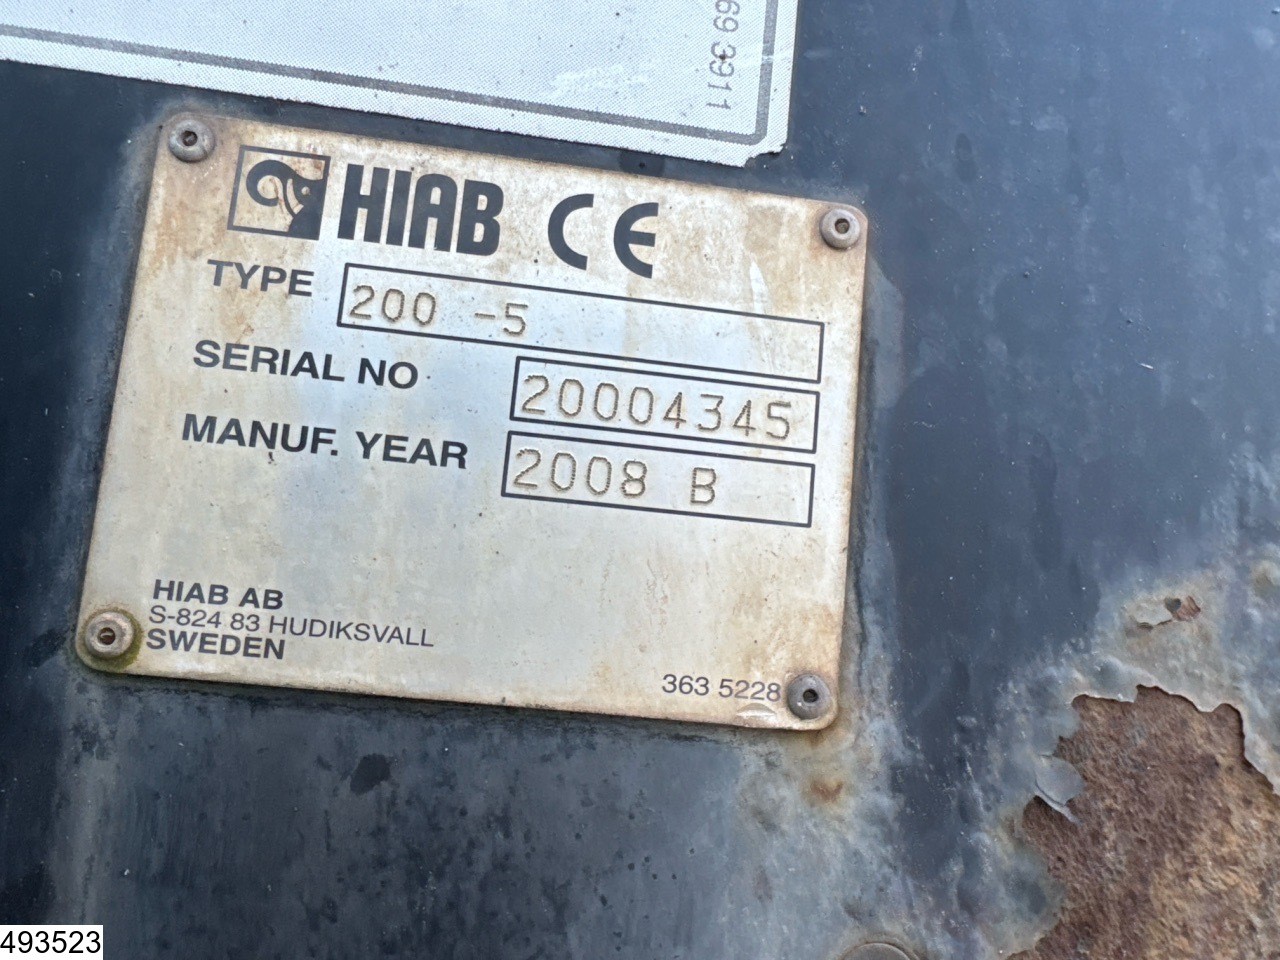 69 3911
HIAB CE
TYPE 200 -5
SERIAL NO 20004345
MANUF. YEAR 2008 B
HIAB AB
S-824 83 HUDIKSVALL
SWEDEN
363 5228
493523